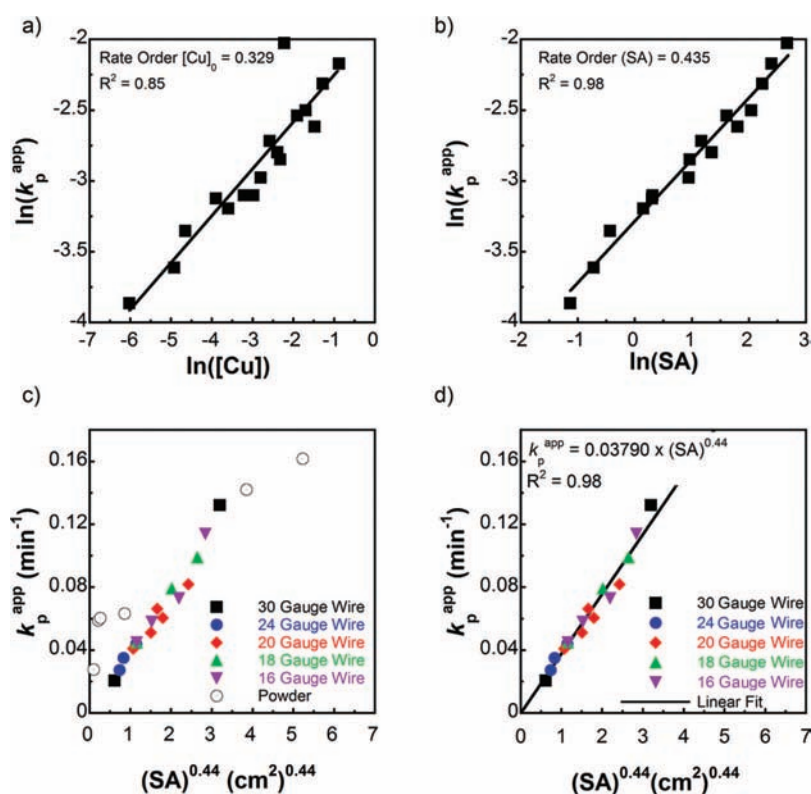 a)
Rate Order [Cu]₀ = 0.329
R² = 0.85
ln(kₚᵃᵖᵖ)
-2
-2.5
-3
-3.5
-4
-7 -6 -5 -4 -3 -2 -1 0
ln([Cu])
b)
Rate Order (SA) = 0.435
R² = 0.98
ln(kₚᵃᵖᵖ)
-2
-2.5
-3
-3.5
-4
-2 -1 0 1 2 3
ln(SA)
c)
kₚᵃᵖᵖ (min⁻¹)
0.16
0.12
0.08
0.04
0
30 Gauge Wire
24 Gauge Wire
20 Gauge Wire
18 Gauge Wire
16 Gauge Wire
Powder
0 1 2 3 4 5 6 7
(SA)⁰·⁴⁴ (cm²)⁰·⁴⁴
d)
kₚᵃᵖᵖ = 0.03790 x (SA)⁰·⁴⁴
R² = 0.98
kₚᵃᵖᵖ (min⁻¹)
0.16
0.12
0.08
0.04
0
30 Gauge Wire
24 Gauge Wire
20 Gauge Wire
18 Gauge Wire
16 Gauge Wire
Linear Fit
0 1 2 3 4 5 6 7
(SA)⁰·⁴⁴(cm²)⁰·⁴⁴